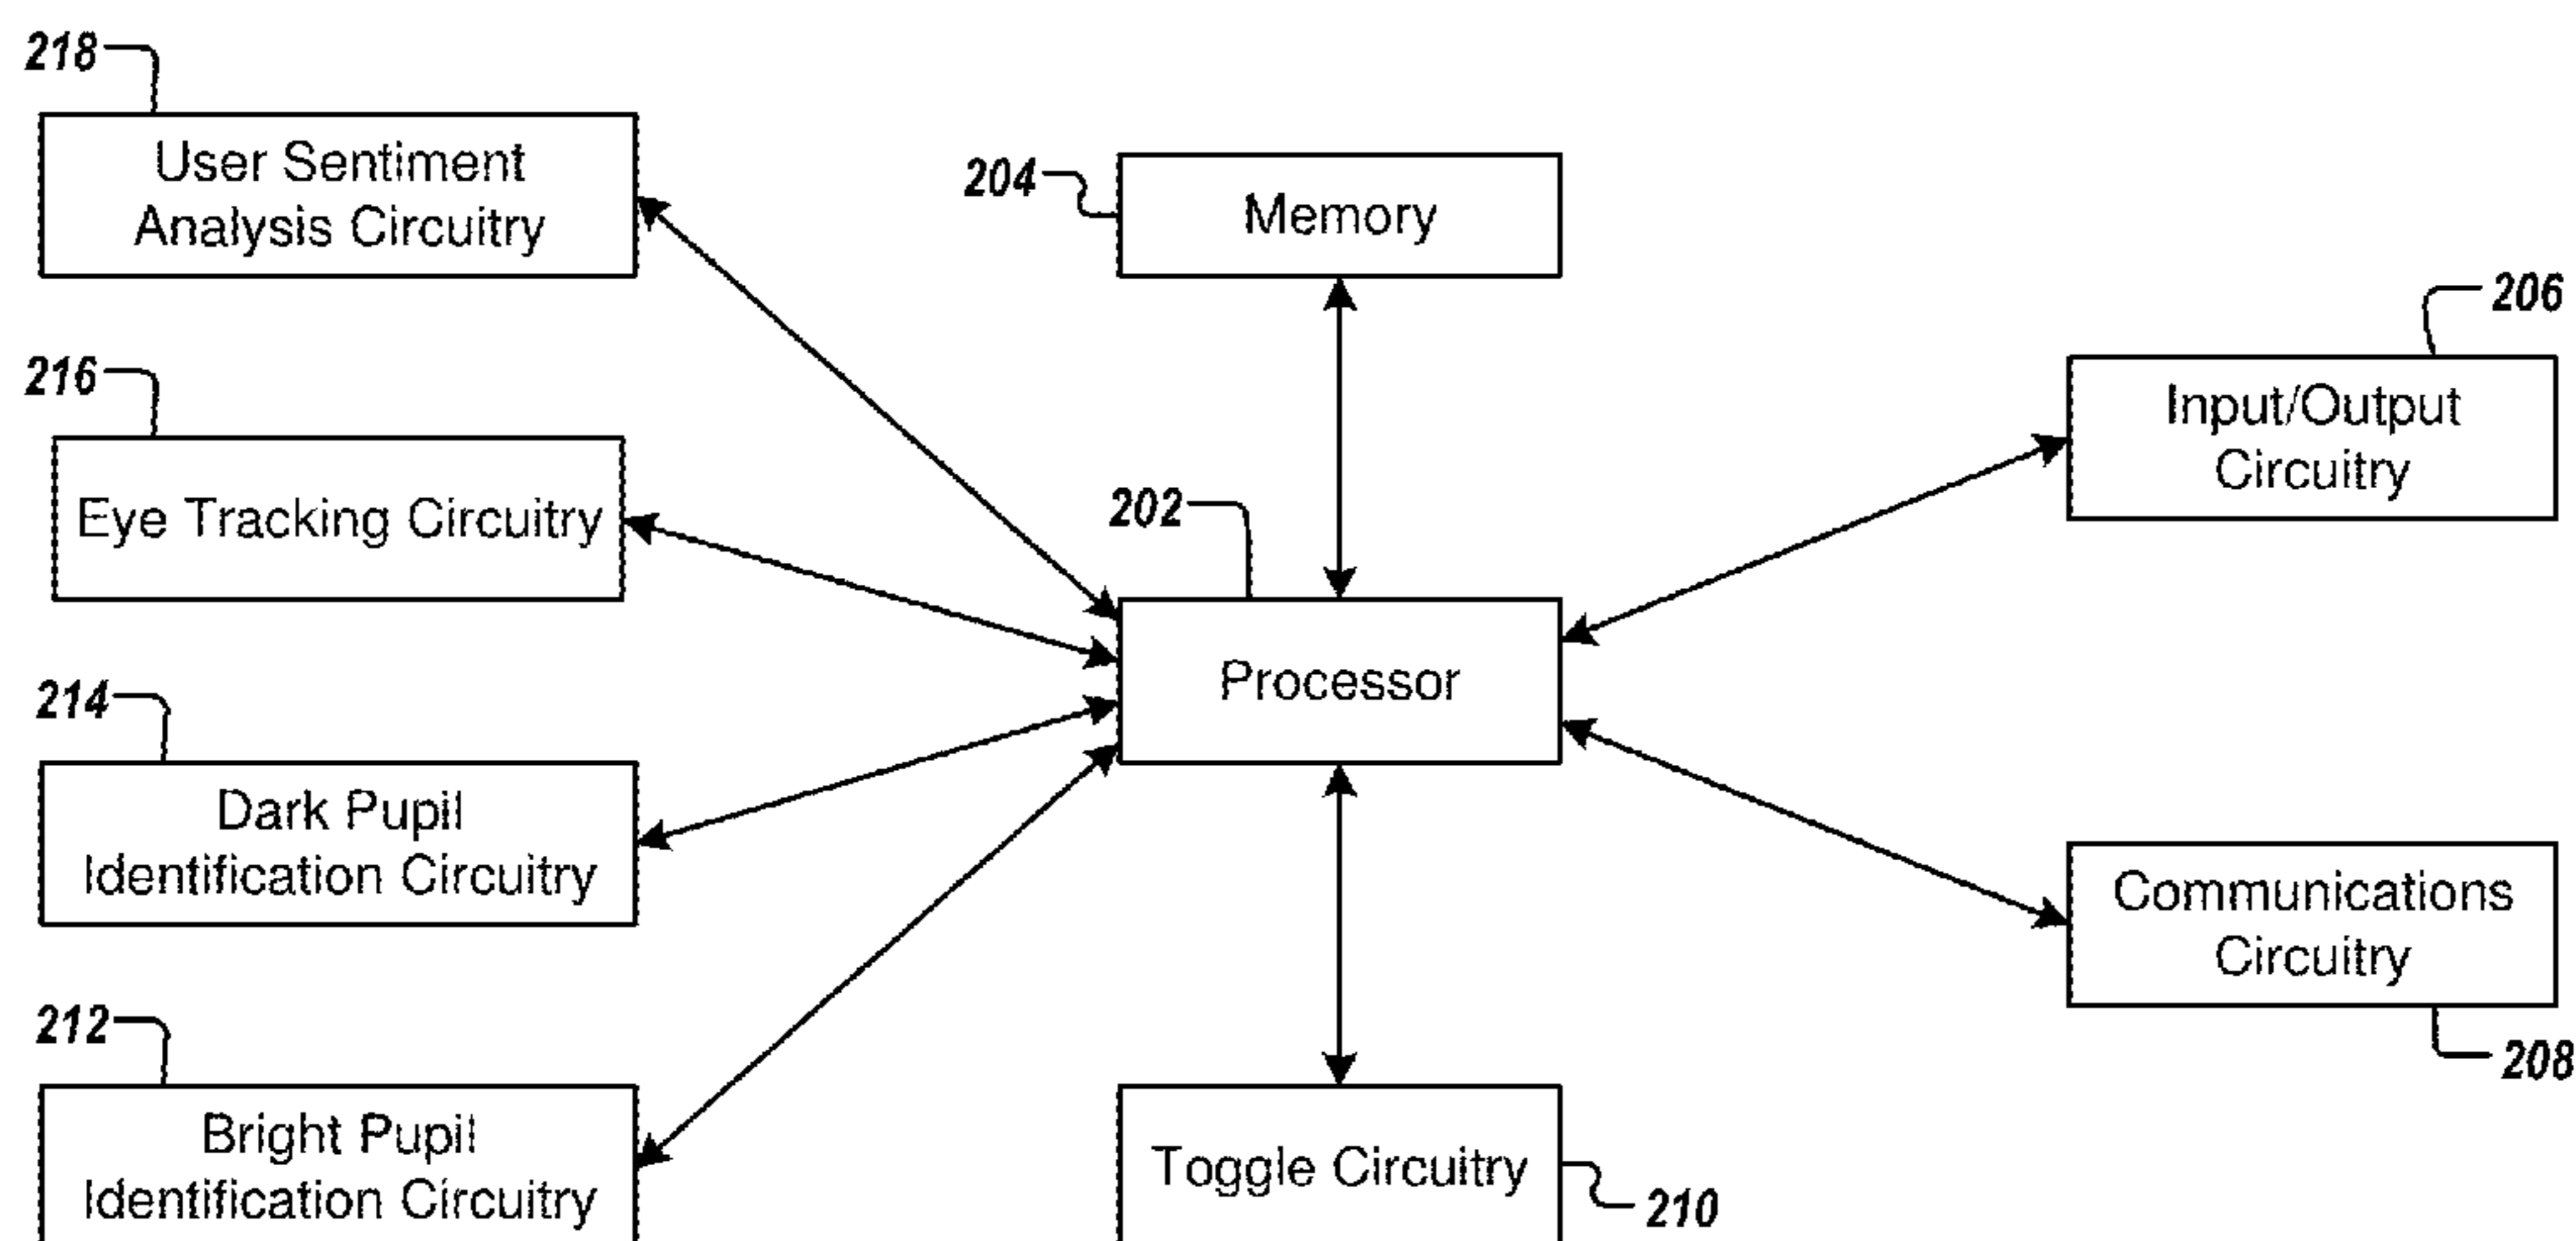 218
User Sentiment
Analysis Circuitry
204
Memory
206
Input/Output
Circuitry
216
Eye Tracking Circuitry
202
Processor
214
Dark Pupil
Identification Circuitry
Communications
Circuitry
208
212
Bright Pupil
Identification Circuitry
Toggle Circuitry
210